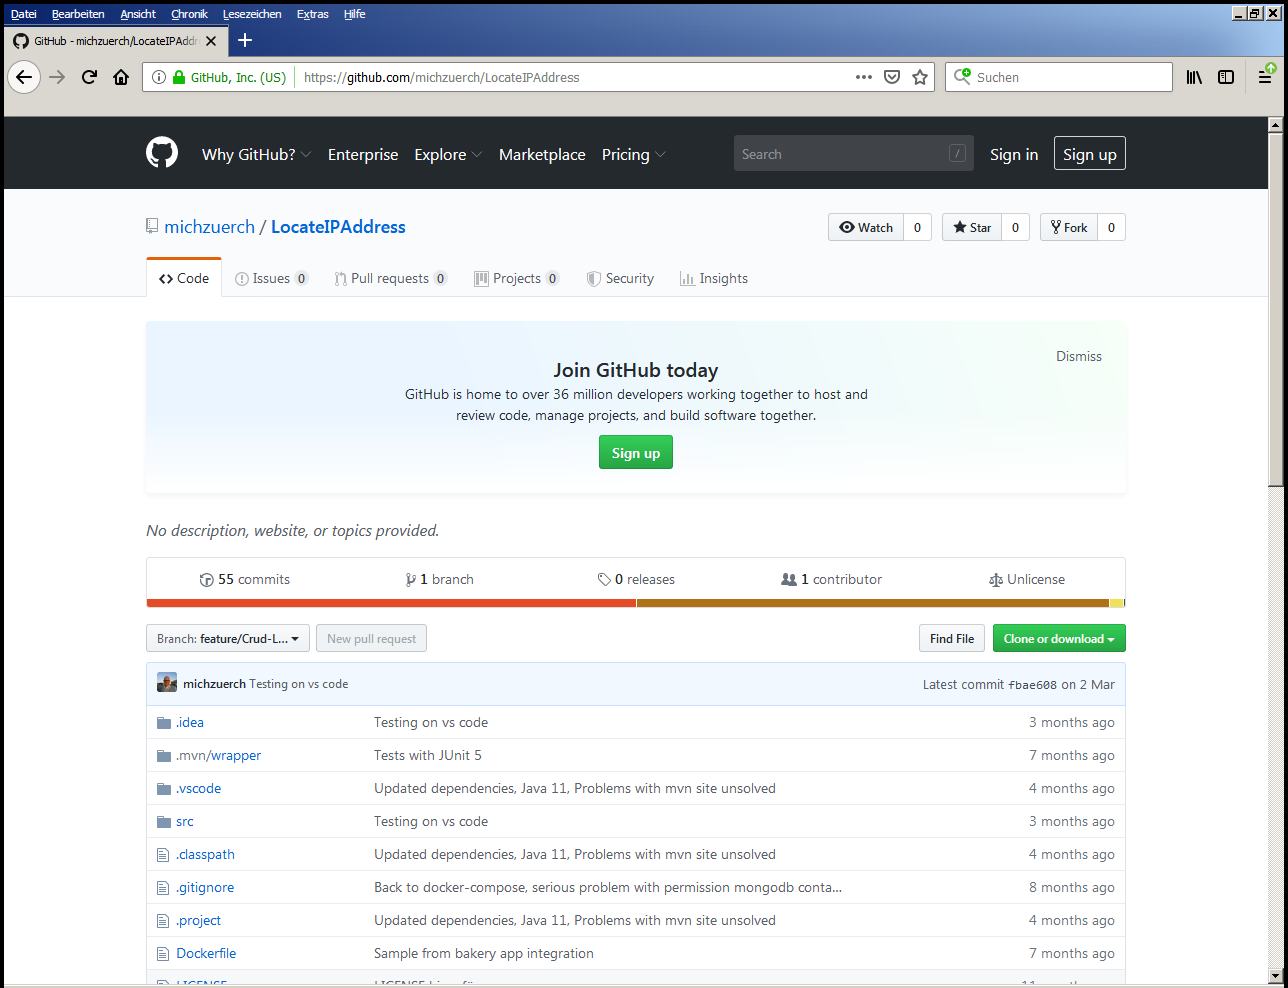 Datei Bearbeiten Ansicht Chronik Lesezeichen Extras Hilfe
GitHub - michzuerch/LocateIPAddr
GitHub, Inc. (US) https://github.com/michzuerch/LocateIPAddress Suchen
Why GitHub? Enterprise Explore Marketplace Pricing Search / Sign in Sign up
michzuerch / LocateIPAddress Watch 0 Star 0 Fork 0
Code Issues 0 Pull requests 0 Projects 0 Security Insights
Dismiss
Join GitHub today
GitHub is home to over 36 million developers working together to host and
review code, manage projects, and build software together.
Sign up
No description, website, or topics provided.
55 commits 1 branch 0 releases 1 contributor Unlicense
Branch: feature/Crud-L... New pull request Find File Clone or download
michzuerch Testing on vs code Latest commit fbae608 on 2 Mar
.idea Testing on vs code 3 months ago
.mvn/wrapper Tests with JUnit 5 7 months ago
.vscode Updated dependencies, Java 11, Problems with mvn site unsolved 4 months ago
src Testing on vs code 3 months ago
.classpath Updated dependencies, Java 11, Problems with mvn site unsolved 4 months ago
.gitignore Back to docker-compose, serious problem with permission mongodb conta... 8 months ago
.project Updated dependencies, Java 11, Problems with mvn site unsolved 4 months ago
Dockerfile Sample from bakery app integration 7 months ago
LICENSE LICENSE